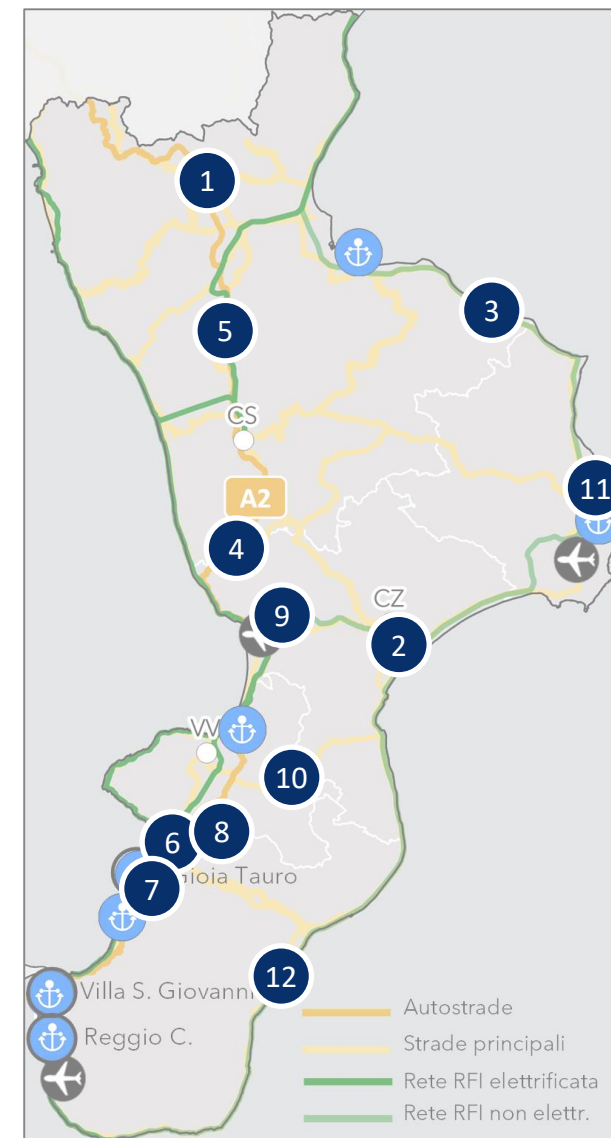 1
3
5
CS
11
A2
4
9
CZ
2
VV
10
8
6
Gioia Tauro
7
12
Villa S. Giovanni
Reggio C.
Autostrade
Strade principali
Rete RFI elettrificata
Rete RFI non elettr.